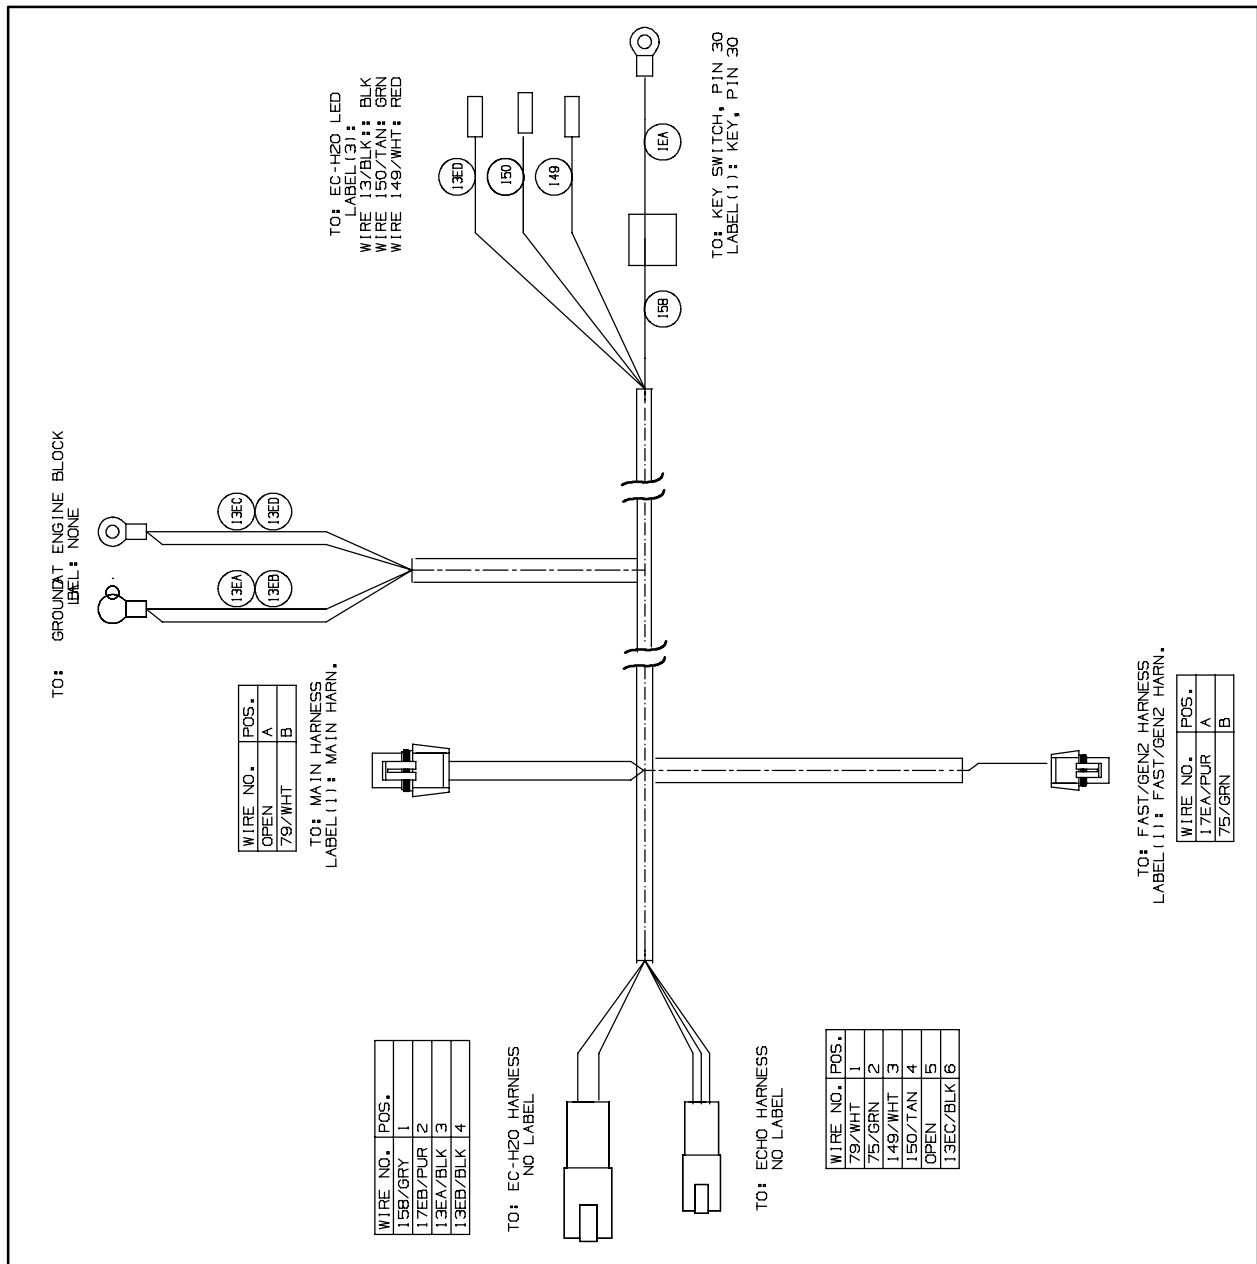 TO: GROUNDAT ENGINE BLOCK
LABEL: NONE
13EA
13EB
13EC
13ED
WIRE NO. POS.
OPEN A
79/WHT B
TO: MAIN HARNESS
LABEL(1): MAIN HARN.
TO: EC-H2O LED
LABEL(3):
WIRE 13/BLK:: BLK
WIRE 150/TAN: GRN
WIRE 149/WHT: RED
13ED
150
149
WIRE NO. POS.
15B/GRY 1
17EB/PUR 2
13EA/BLK 3
13EB/BLK 4
TO: EC-H2O HARNESS
NO LABEL
15B
1EA
TO: KEY SWITCH, PIN 30
LABEL(1): KEY, PIN 30
TO: ECHO HARNESS
NO LABEL
WIRE NO. POS.
79/WHT 1
75/GRN 2
149/WHT 3
150/TAN 4
OPEN 5
13EC/BLK 6
TO: FAST/GEN2 HARNESS
LABEL(1): FAST/GEN2 HARN.
WIRE NO. POS.
17EA/PUR A
75/GRN B